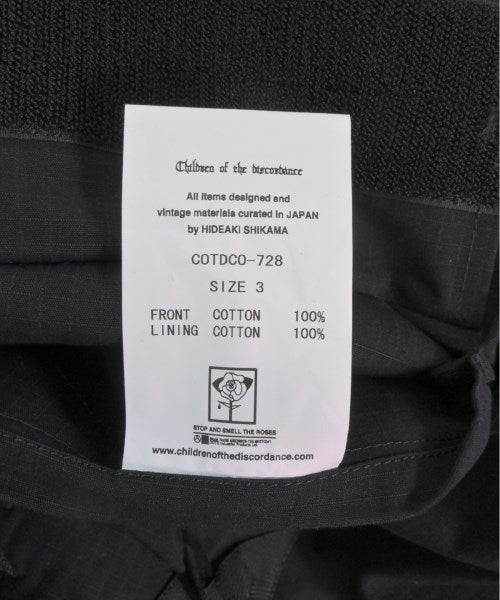 Children of the discordance
All items designed and
vintage materials curated in JAPAN
by HIDEAKI SHIKAMA
COTDCO-728
SIZE 3
FRONT COTTON 100%
LINING COTTON 100%
STOP AND SMELL THE ROSES
www.childrenofthediscordance.com